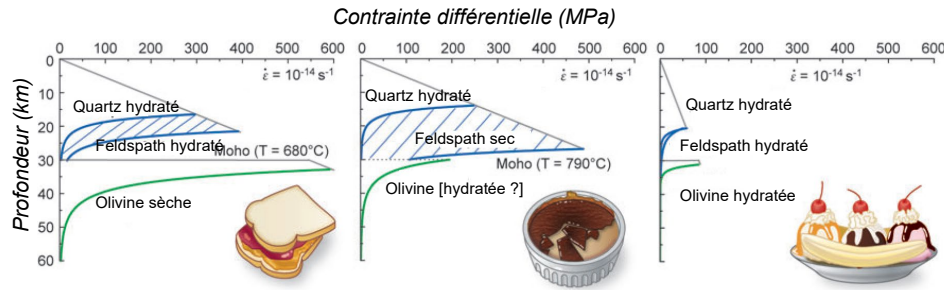 Contrainte différentielle (MPa)
0 100 200 300 400 500 600
0 100 200 300 400 500 600
0 100 200 300 400 500 600
Profondeur (km)
0
10
20
30
40
50
60
ε̇ = 10⁻¹⁴ s⁻¹
Quartz hydraté
Feldspath hydraté
Moho (T = 680°C)
Olivine sèche
ε̇ = 10⁻¹⁴ s⁻¹
Quartz hydraté
Feldspath sec
Moho (T = 790°C)
Olivine [hydratée ?]
ε̇ = 10⁻¹⁴ s⁻¹
Quartz hydraté
Feldspath hydraté
Olivine hydratée